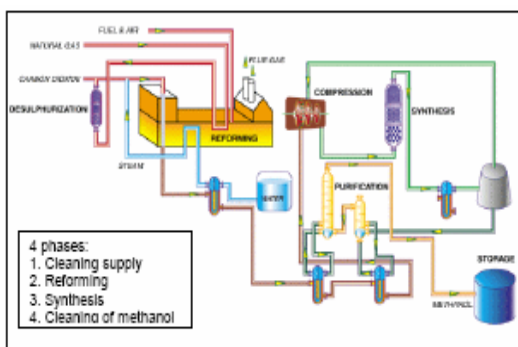 FUEL & AIR
NATURAL GAS
FLUE GAS
CARBON DIOXIDE
DESULPHURIZATION
COMPRESSION
SYNTHESIS
REFORMING
STEAM
PURIFICATION
WATER
4 phases:
1. Cleaning supply
2. Reforming
3. Synthesis
4. Cleaning of methanol
STORAGE
METHANOL